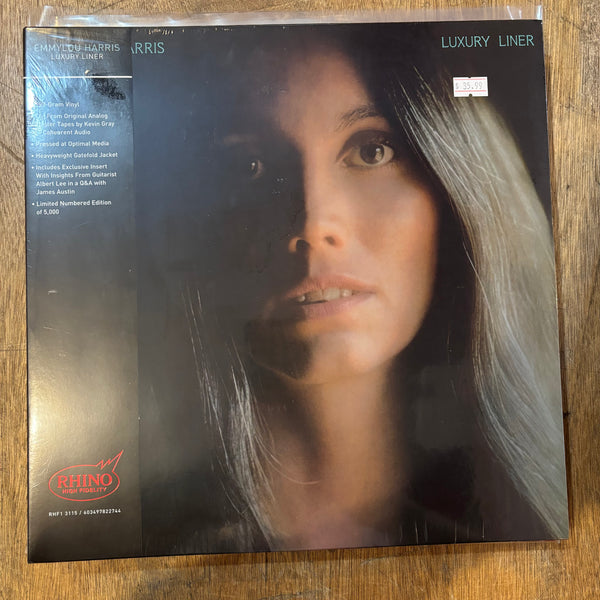 EMMYLOU HARRIS
LUXURY LINER
ARRIS
LUXURY LINER
$ 35.99
-Gram Vinyl
From Original Analog
Tapes by Kevin Gray
Audio
• Pressed at Optimal Media
• Heavyweight Gatefold Jacket
• Includes Exclusive Insert
With Insights From Guitarist
Albert Lee in a Q&A with
James Austin
• Limited Numbered Edition
of 5,000
RHINO
HIGH FIDELITY
RHF1 3115 / 603497822744